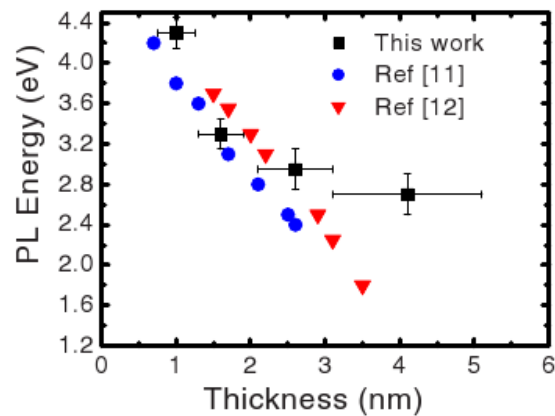 4.4
4.0
3.6
3.2
2.8
2.4
2.0
1.6
1.2
PL Energy (eV)
This work
Ref [11]
Ref [12]
0 1 2 3 4 5 6
Thickness (nm)